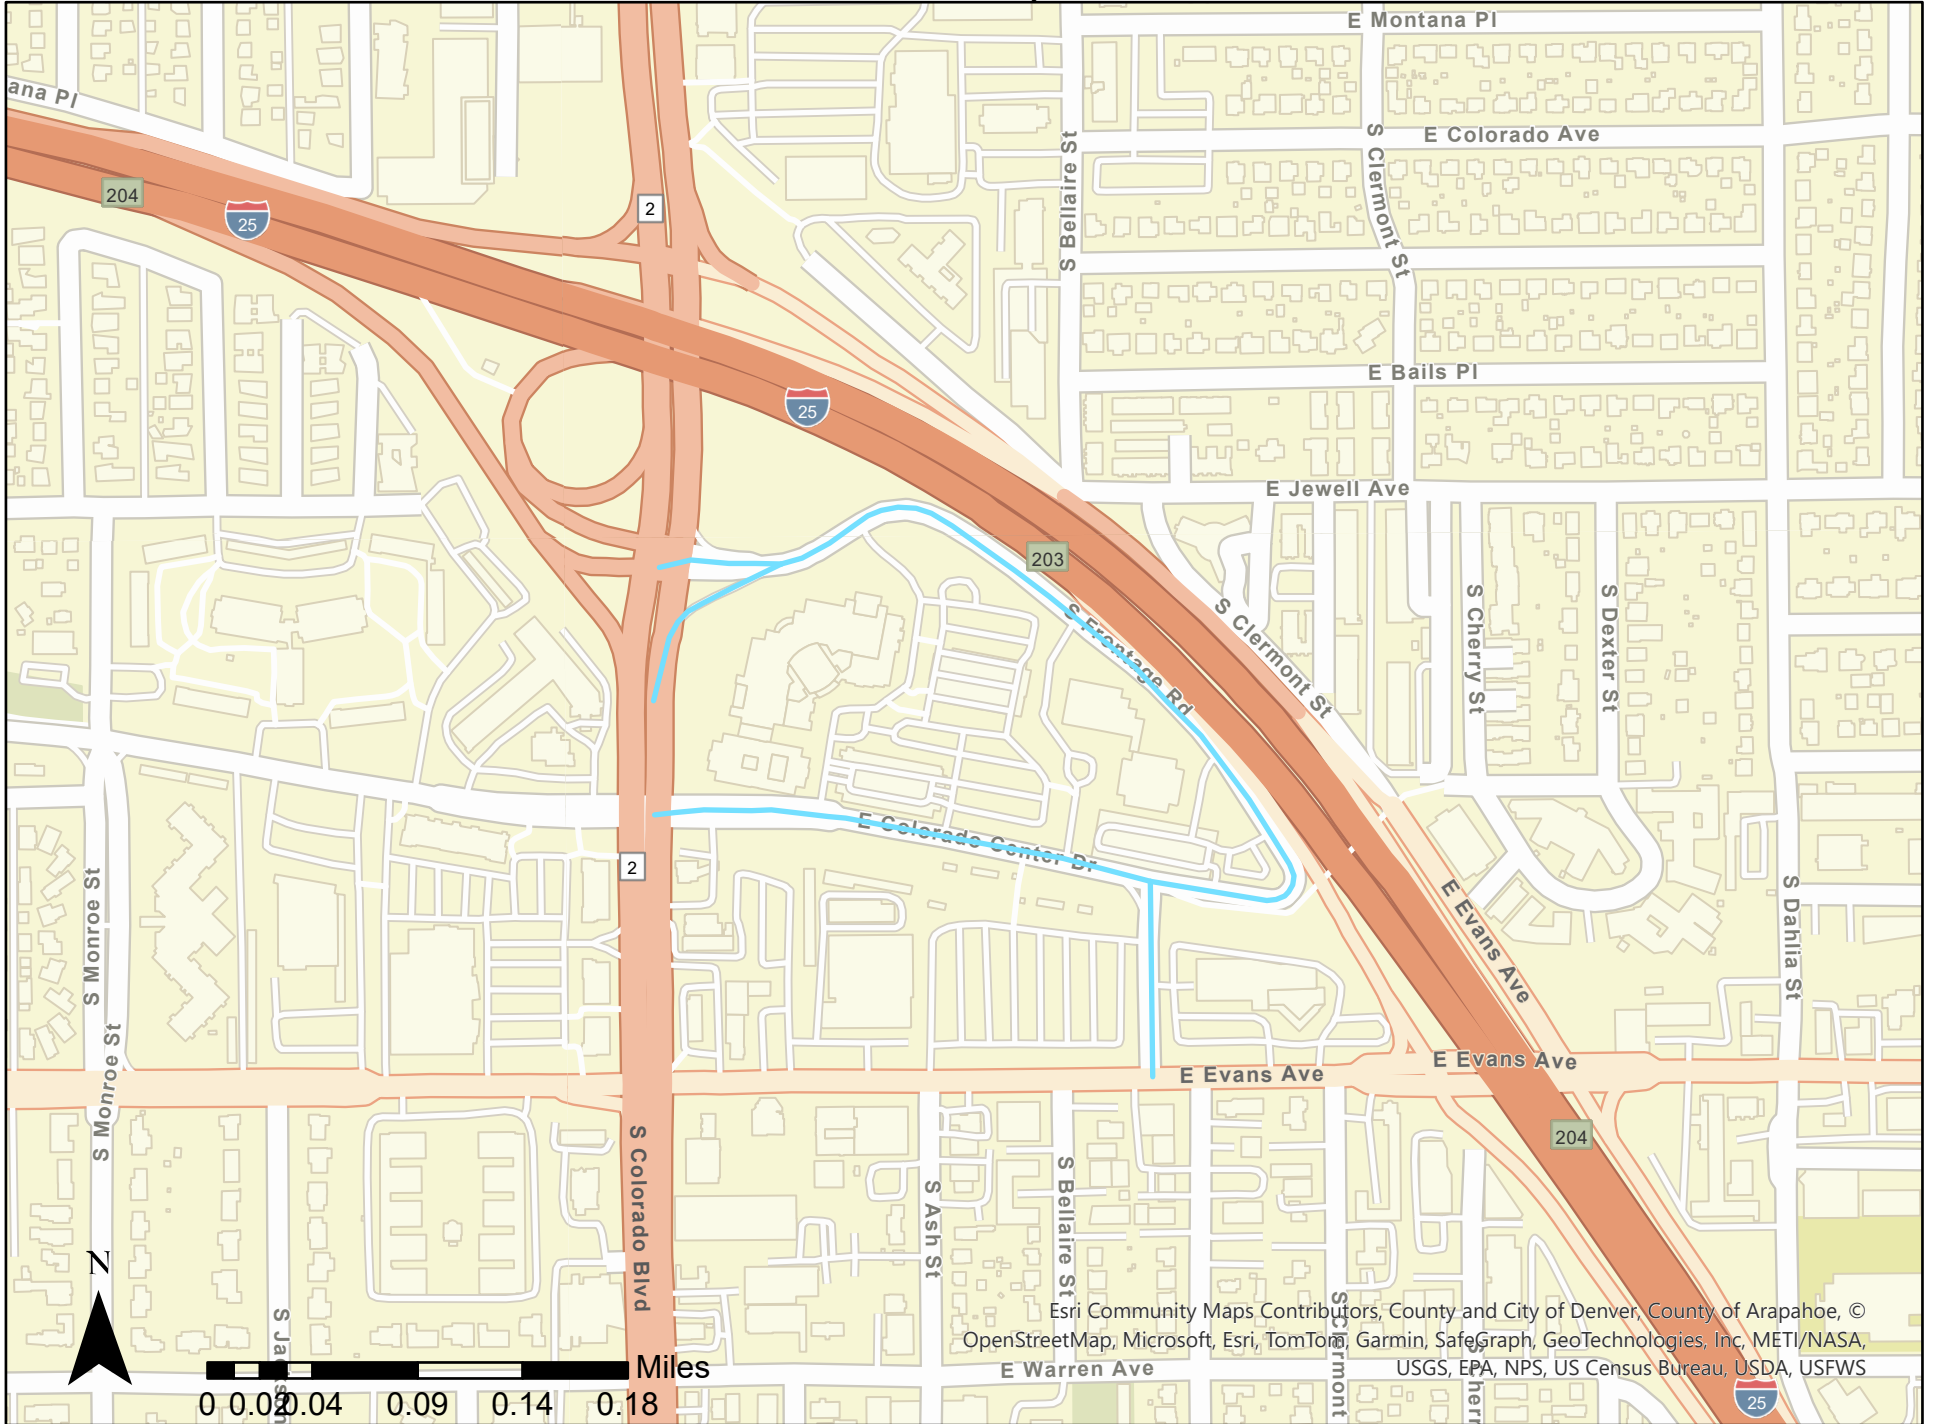 E Montana Pl
ana Pl
E Colorado Ave
S Bellaire St
S Clermont St
204
25
2
E Bails Pl
25
E Jewell Ave
203
S Frontage Rd
S Clermont St
S Cherry St
S Dexter St
E Colorado Center Dr
2
S Monroe St
E Evans Ave
S Dahlia St
S Monroe St
E Evans Ave
E Evans Ave
204
S Colorado Blvd
S Ash St
S Bellaire St
N
S Clermont
S Jackson
S Cherr
Esri Community Maps Contributors, County and City of Denver, County of Arapahoe, ©
OpenStreetMap, Microsoft, Esri, TomTom, Garmin, SafeGraph, GeoTechnologies, Inc, METI/NASA,
USGS, EPA, NPS, US Census Bureau, USDA, USFWS
E Warren Ave
Miles
0 0.02 0.04 0.09 0.14 0.18
25